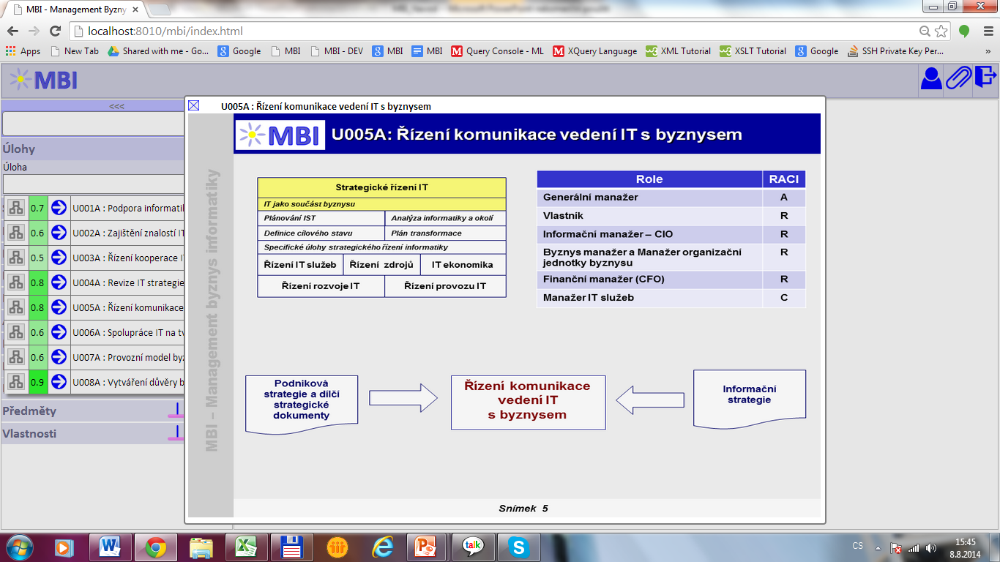 MBI - Management Byzny
localhost:8010/mbi/index.html
Apps New Tab Shared with me - Go... Google MBI MBI - DEV MBI MBI Query Console - ML XQuery Language XML Tutorial XSLT Tutorial Google SSH Private Key Per... »
MBI
<<<
Úlohy
Úloha
0.7 U001A : Podpora informatil
0.6 U002A : Zajištění znalostí IT
0.5 U003A : Řízení kooperace I
0.8 U004A : Revize IT strategie
0.8 U005A : Řízení komunikace
0.6 U006A : Spolupráce IT na tv
0.6 U007A : Provozní model byz
0.9 U008A : Vytváření důvěry b
Předměty
Vlastnosti
U005A : Řízení komunikace vedení IT s byznysem
MBI U005A: Řízení komunikace vedení IT s byznysem
MBI – Management byznys informatiky
Strategické řízení IT
IT jako součást byznysu
Plánování IST Analýza informatiky a okolí
Definice cílového stavu Plán transformace
Specifické úlohy strategického řízení informatiky
Řízení IT služeb Řízení zdrojů IT ekonomika
Řízení rozvoje IT Řízení provozu IT
Role RACI
Generální manažer A
Vlastník R
Informační manažer – CIO R
Byznys manažer a Manažer organizační R
jednotky byznysu
Finanční manažer (CFO) R
Manažer IT služeb C
Podniková
strategie a dílčí
strategické
dokumenty
Řízení komunikace
vedení IT
s byznysem
Informační
strategie
Snímek 5
talk
CS
15:45
8.8.2014